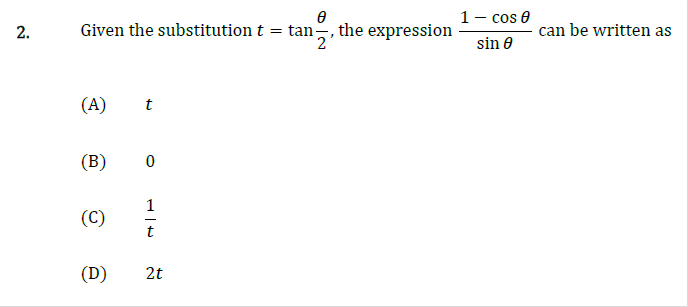 2. Given the substitution t = tan θ/2, the expression (1 − cos θ)/(sin θ) can be written as
(A) t
(B) 0
(C) 1/t
(D) 2t